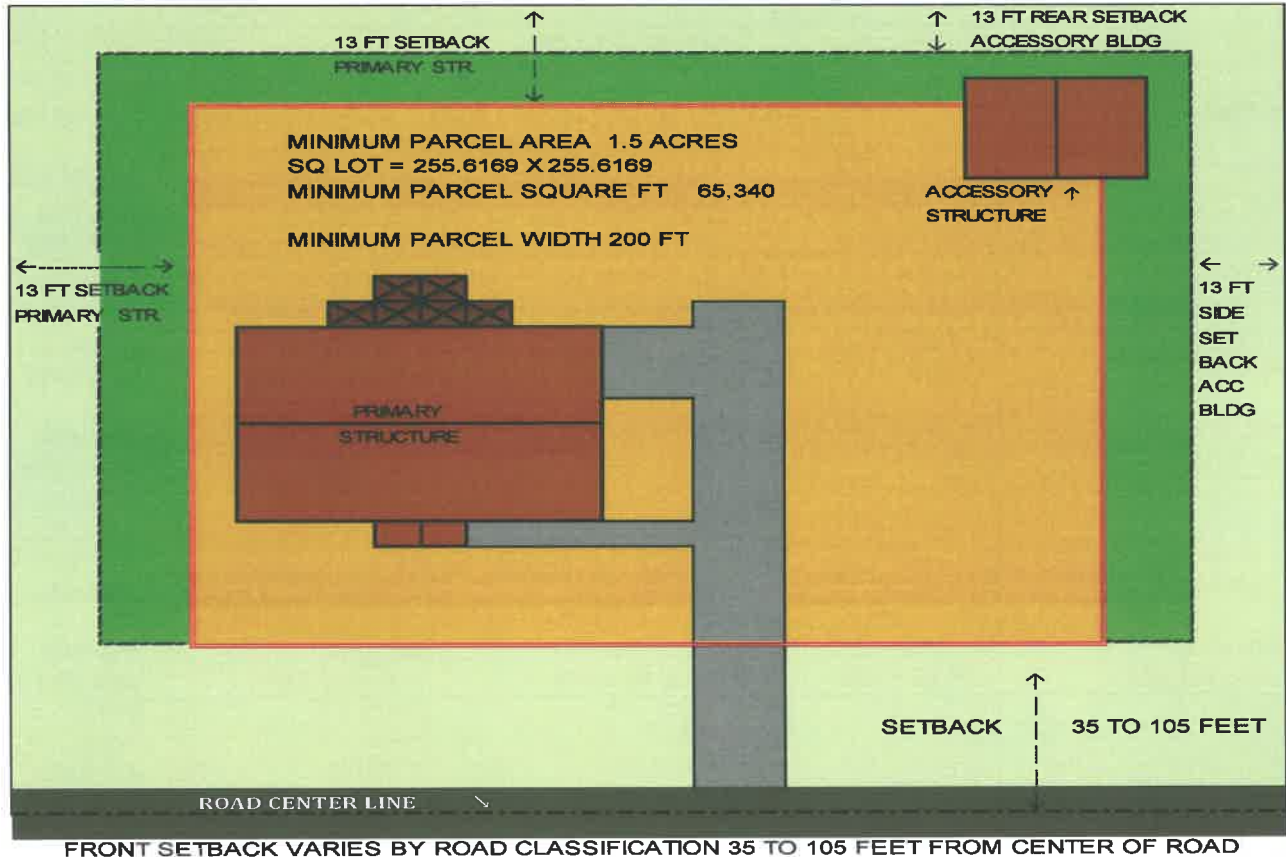 13 FT SETBACK
PRIMARY STR.
13 FT REAR SETBACK
ACCESSORY BLDG
MINIMUM PARCEL AREA 1.5 ACRES
SQ LOT = 255.6169 X 255.6169
MINIMUM PARCEL SQUARE FT 65,340
MINIMUM PARCEL WIDTH 200 FT
ACCESSORY
STRUCTURE
13 FT SETBACK
PRIMARY STR.
13 FT
SIDE
SET
BACK
ACC
BLDG
PRIMARY
STRUCTURE
SETBACK 35 TO 105 FEET
ROAD CENTER LINE
FRONT SETBACK VARIES BY ROAD CLASSIFICATION 35 TO 105 FEET FROM CENTER OF ROAD